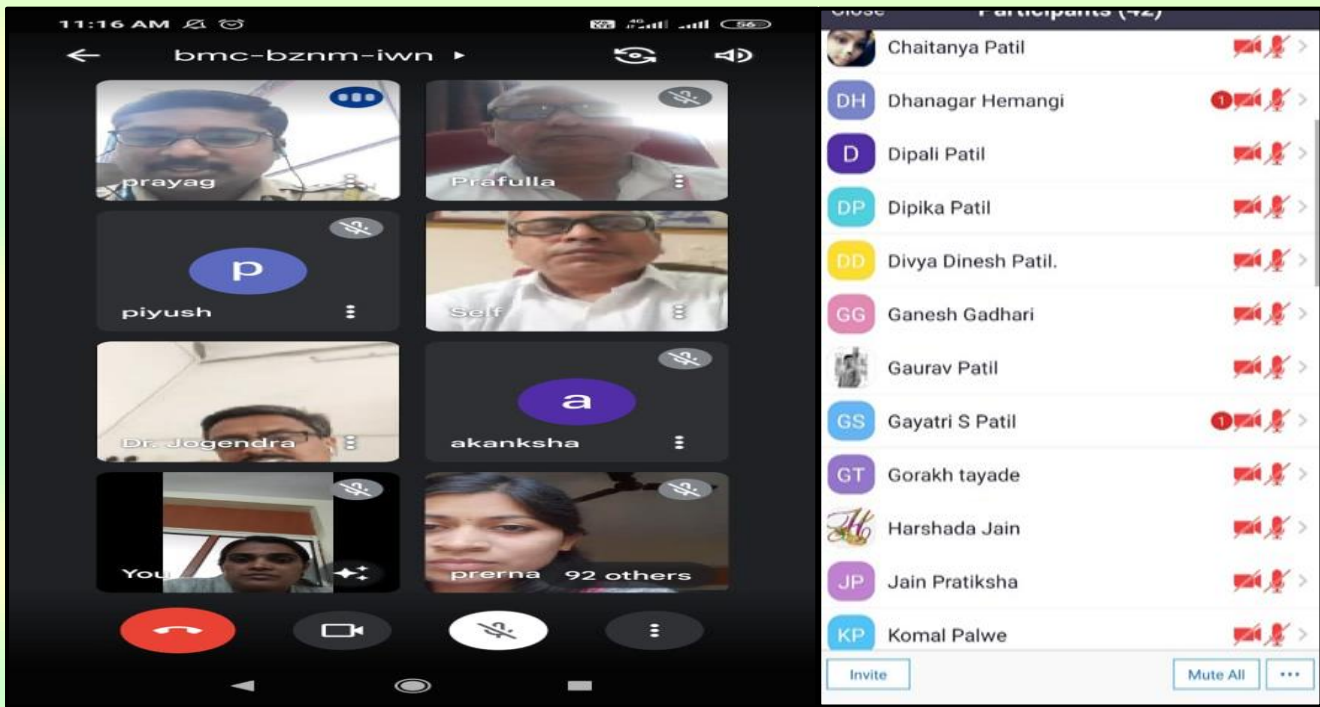 11:16 AM
56
bmc-bznm-iwn
prayag
Prafulla
p
piyush
Self
Dr. Jogendra
a
akanksha
You
prerna 92 others
Close Participants (42)
Chaitanya Patil
DH Dhanagar Hemangi 1
D Dipali Patil
DP Dipika Patil
DD Divya Dinesh Patil.
GG Ganesh Gadhari
Gaurav Patil
GS Gayatri S Patil 1
GT Gorakh tayade
Harshada Jain
JP Jain Pratiksha
KP Komal Palwe
Invite Mute All